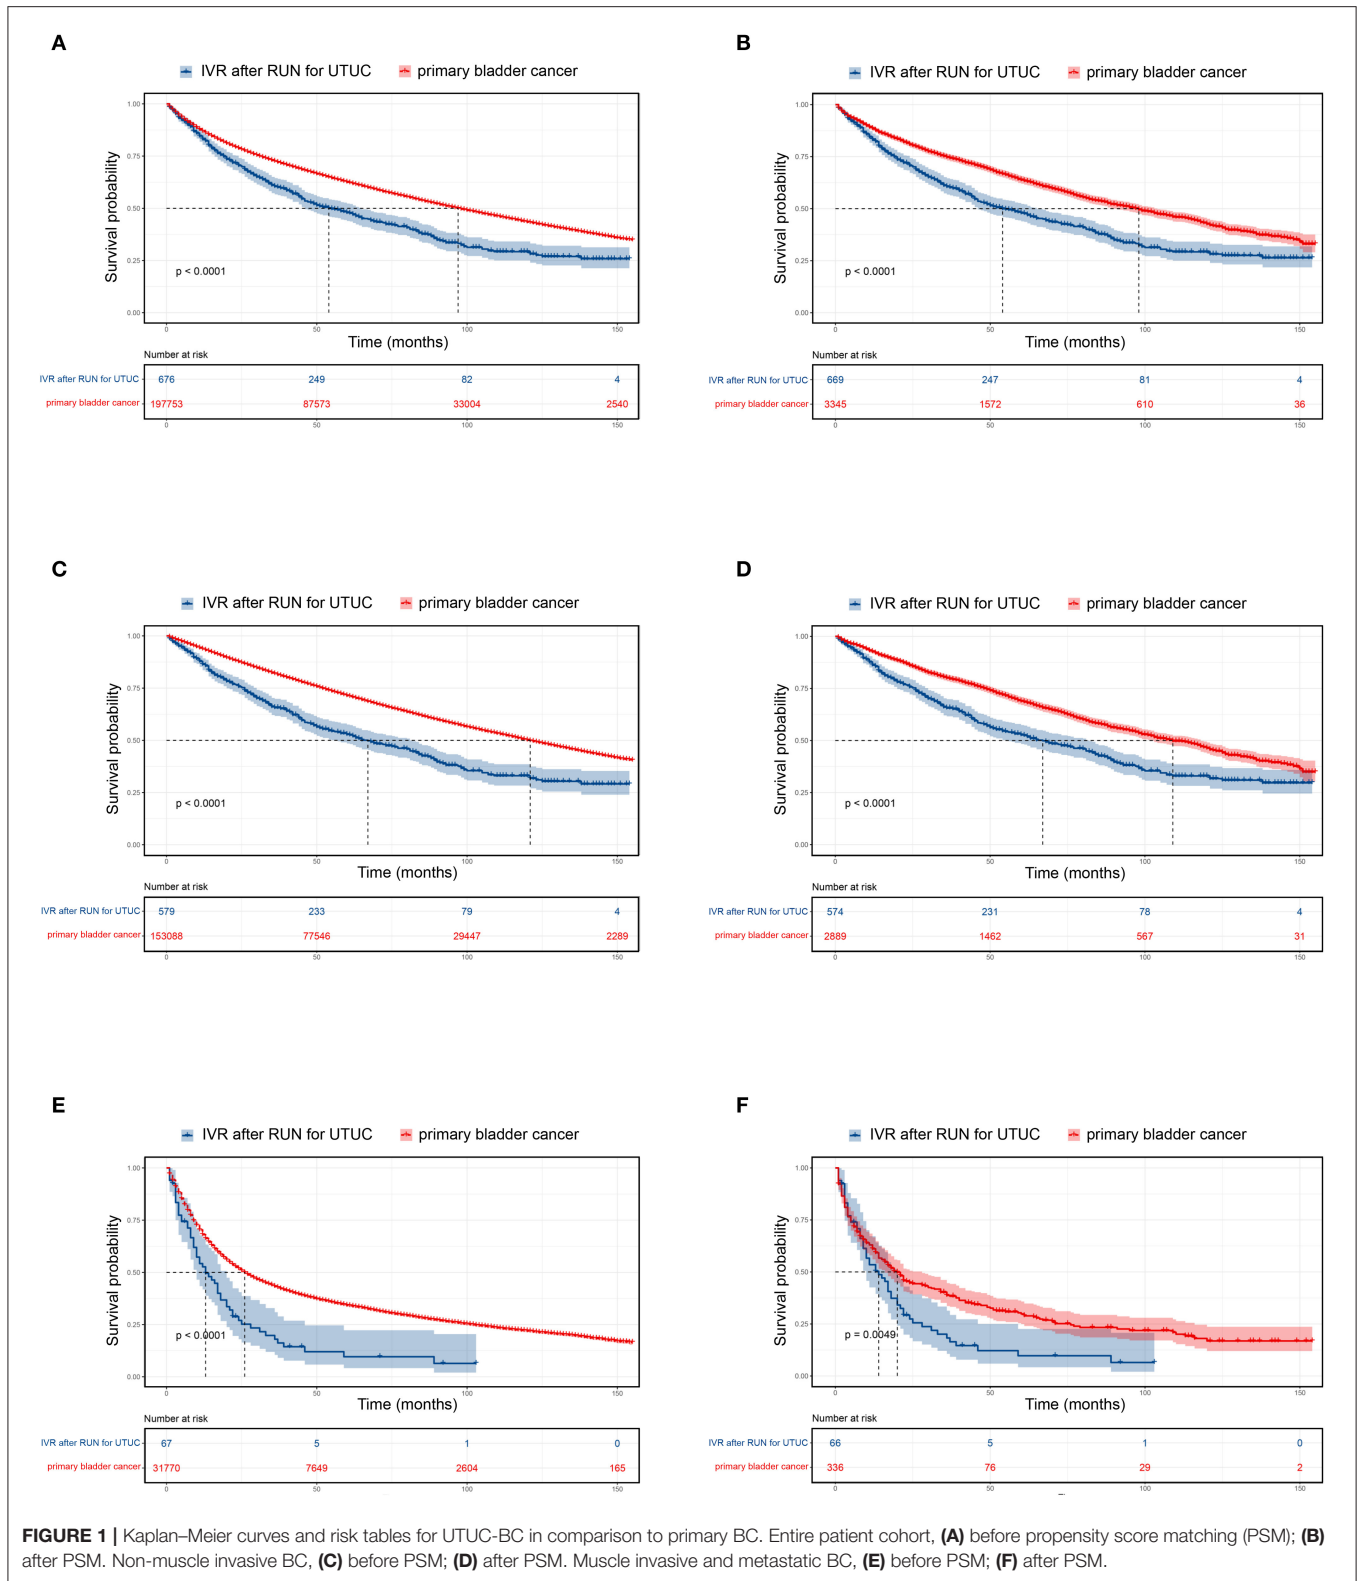 A
IVR after RUN for UTUC primary bladder cancer
Survival probability
1.00
0.75
0.50
0.25
0.00
p < 0.0001
0 50 100 150
Time (months)
Number at risk
IVR after RUN for UTUC 676 249 82 4
primary bladder cancer 197753 87573 33004 2540
0 50 100 150
B
IVR after RUN for UTUC primary bladder cancer
Survival probability
1.00
0.75
0.50
0.25
0.00
p < 0.0001
0 50 100 150
Time (months)
Number at risk
IVR after RUN for UTUC 669 247 81 4
primary bladder cancer 3345 1572 610 36
0 50 100 150
C
IVR after RUN for UTUC primary bladder cancer
Survival probability
1.00
0.75
0.50
0.25
0.00
p < 0.0001
0 50 100 150
Time (months)
Number at risk
IVR after RUN for UTUC 579 233 79 4
primary bladder cancer 153088 77546 29447 2289
0 50 100 150
D
IVR after RUN for UTUC primary bladder cancer
Survival probability
1.00
0.75
0.50
0.25
0.00
p < 0.0001
0 50 100 150
Time (months)
Number at risk
IVR after RUN for UTUC 574 231 78 4
primary bladder cancer 2889 1462 567 31
0 50 100 150
E
IVR after RUN for UTUC primary bladder cancer
Survival probability
1.00
0.75
0.50
0.25
0.00
p < 0.0001
0 50 100 150
Time (months)
Number at risk
IVR after RUN for UTUC 67 5 1 0
primary bladder cancer 31770 7649 2604 165
0 50 100 150
F
IVR after RUN for UTUC primary bladder cancer
Survival probability
1.00
0.75
0.50
0.25
0.00
p = 0.0049
0 50 100 150
Time (months)
Number at risk
IVR after RUN for UTUC 66 5 1 0
primary bladder cancer 336 76 29 2
0 50 100 150
FIGURE 1 | Kaplan–Meier curves and risk tables for UTUC-BC in comparison to primary BC. Entire patient cohort, (A) before propensity score matching (PSM); (B)
after PSM. Non-muscle invasive BC, (C) before PSM; (D) after PSM. Muscle invasive and metastatic BC, (E) before PSM; (F) after PSM.